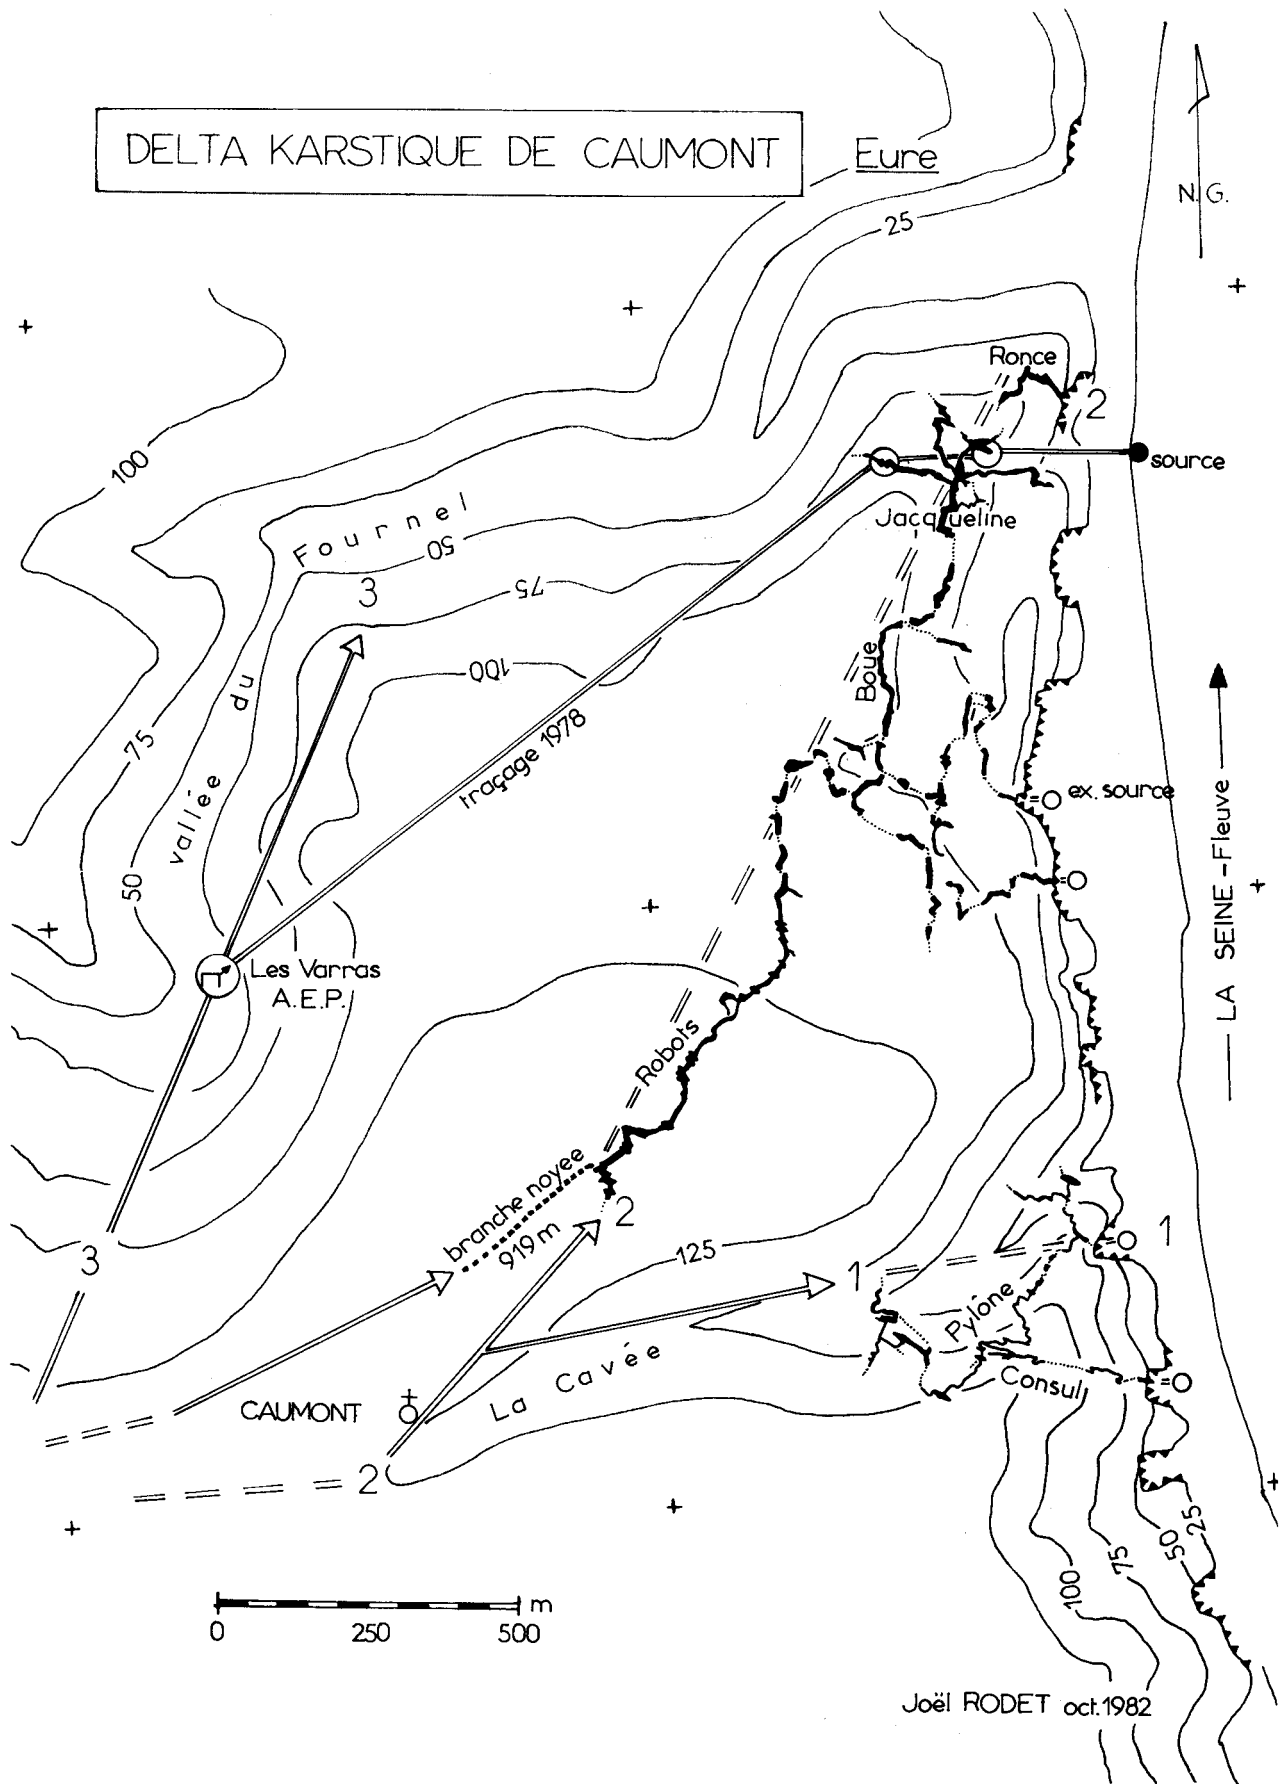 DELTA KARSTIQUE DE CAUMONT
Eure
N.G.
25
Ronce
2
100
source
Fournel
Jacqueline
50
3
75
100
du
Boue
75
traçage 1978
ex. source
vallée
LA SEINE-Fleuve
50
Les Varras
A.E.P.
Robots
branche noyée
919 m
2
1
3
125
1
Pylône
La Cavée
Consul
CAUMONT
2
25
50
75
100
m
0 250 500
Joël RODET oct.1982